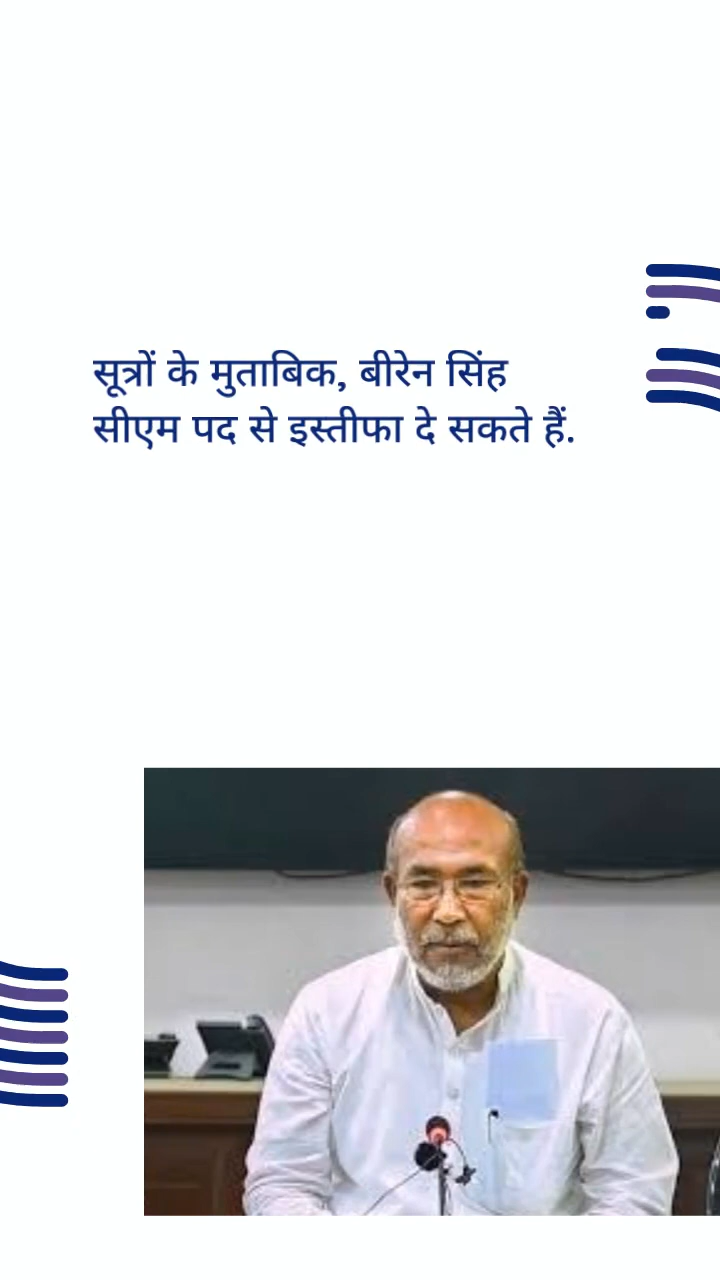 सूत्रों के मुताबिक, बीरेन सिंह
सीएम पद से इस्तीफा दे सकते हैं.